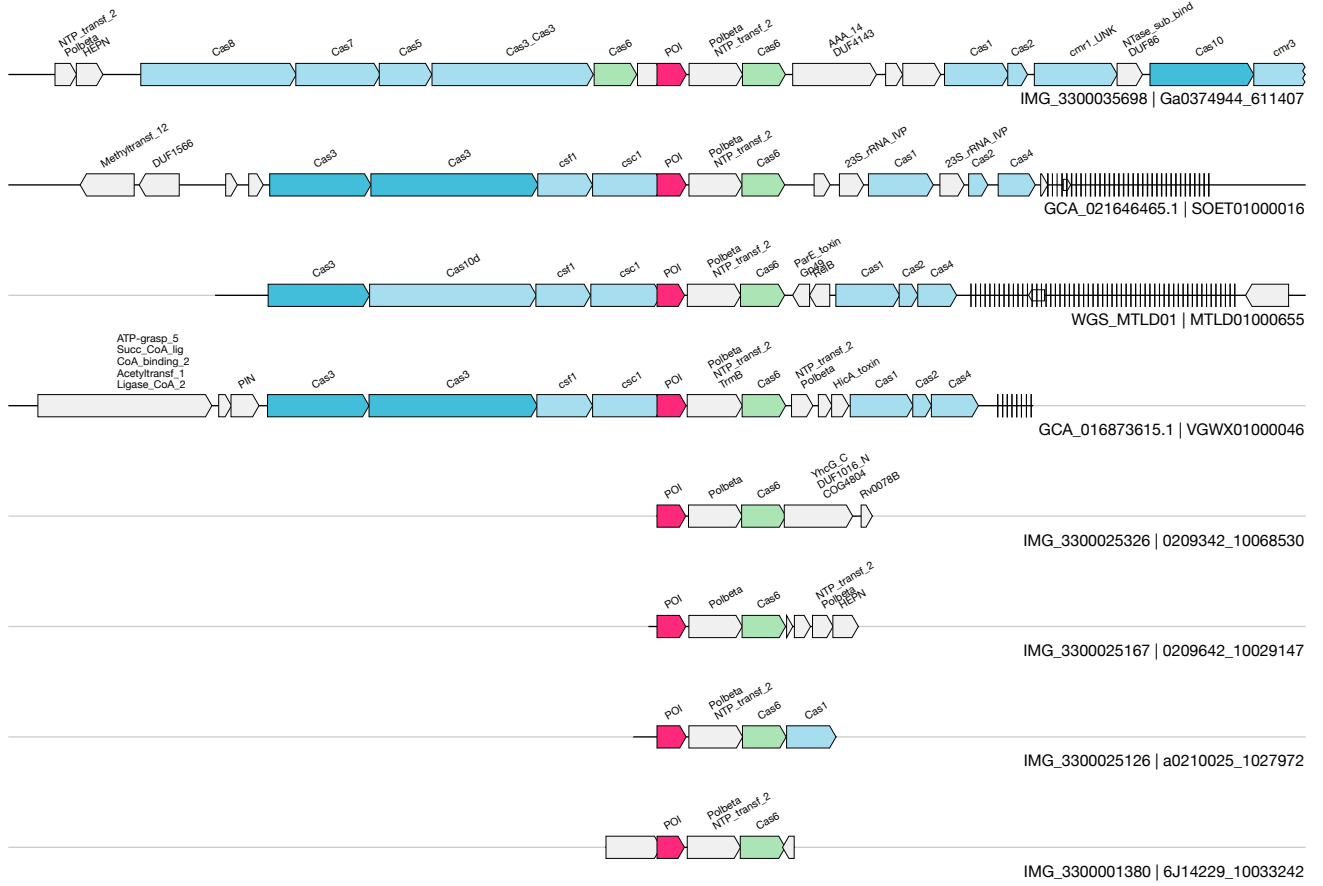 NTP_transf_2
Polbeta
HEPN
Cas8
Cas7
Cas5
Cas3_Cas3
Cas6
POI
Polbeta
NTP_transf_2
Cas6
AAA_14
DUF4143
Cas1
Cas2
cmr1_UNK
NTase_sub_bind
DUF86
Cas10
cmr3
IMG_3300035698 | Ga0374944_611407
Methyltransf_12
DUF1566
Cas3
Cas3
csf1
csc1
POI
Polbeta
NTP_transf_2
Cas6
23S_rRNA_IVP
Cas1
23S_rRNA_IVP
Cas2
Cas4
GCA_021646465.1 | SOET01000016
Cas3
Cas10d
csf1
csc1
POI
Polbeta
NTP_transf_2
Cas6
ParE_toxin
Gp49
RelB
Cas1
Cas2
Cas4
WGS_MTLD01 | MTLD01000655
ATP-grasp_5
Succ_CoA_lig
CoA_binding_2
Acetyltransf_1
Ligase_CoA_2
PIN
Cas3
Cas3
csf1
csc1
POI
Polbeta
NTP_transf_2
TrmB
Cas6
NTP_transf_2
Polbeta
HicA_toxin
Cas1
Cas2
Cas4
GCA_016873615.1 | VGWX01000046
POI
Polbeta
Cas6
YhcG_C
DUF1016_N
COG4804
Rv0078B
IMG_3300025326 | 0209342_10068530
POI
Polbeta
Cas6
NTP_transf_2
Polbeta
HEPN
IMG_3300025167 | 0209642_10029147
POI
Polbeta
NTP_transf_2
Cas6
Cas1
IMG_3300025126 | a0210025_1027972
POI
Polbeta
NTP_transf_2
Cas6
IMG_3300001380 | 6J14229_10033242